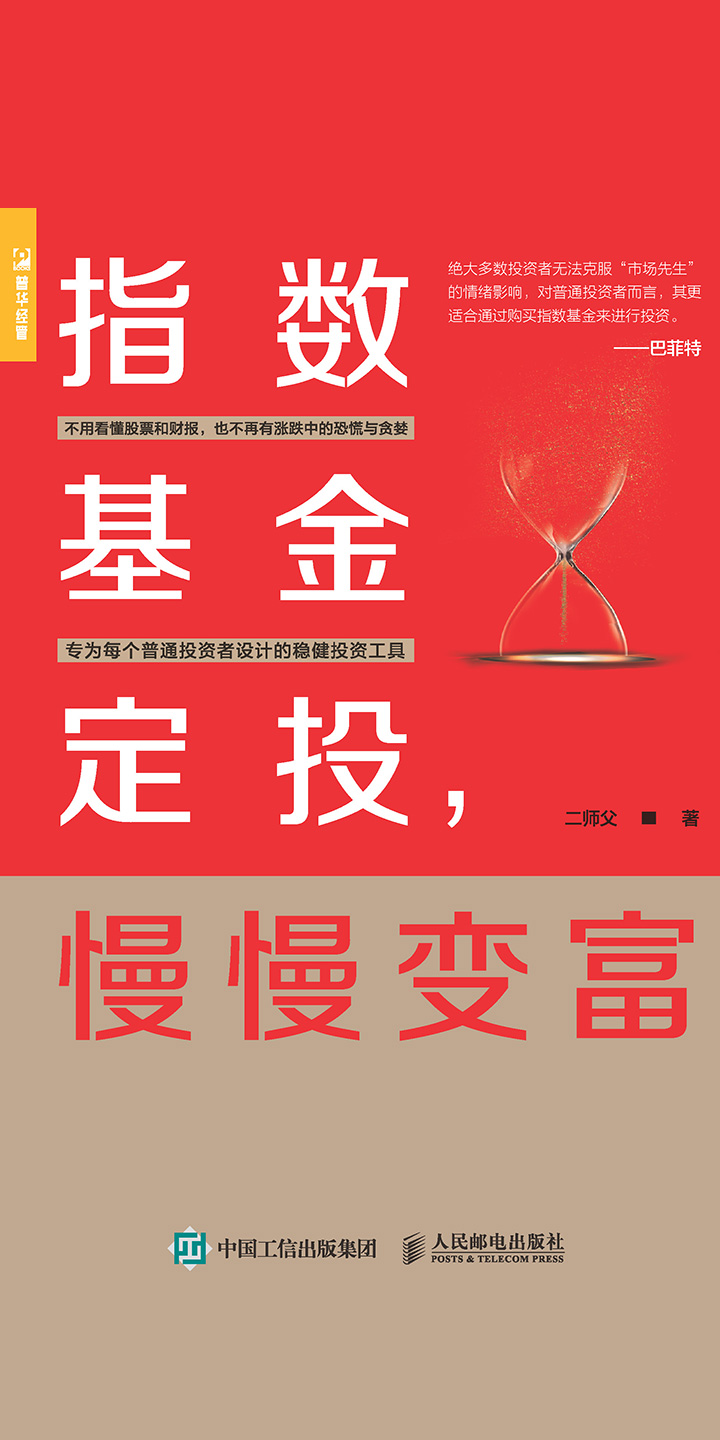 普华经管
指数
绝大多数投资者无法克服“市场先生”
的情绪影响，对普通投资者而言，其更
适合通过购买指数基金来进行投资。
——巴菲特
不用看懂股票和财报，也不再有涨跌中的恐慌与贪婪
基金
专为每个普通投资者设计的稳健投资工具
定投，
二师父 ■ 著
慢慢变富
中国工信出版集团
人民邮电出版社
POSTS & TELECOM PRESS